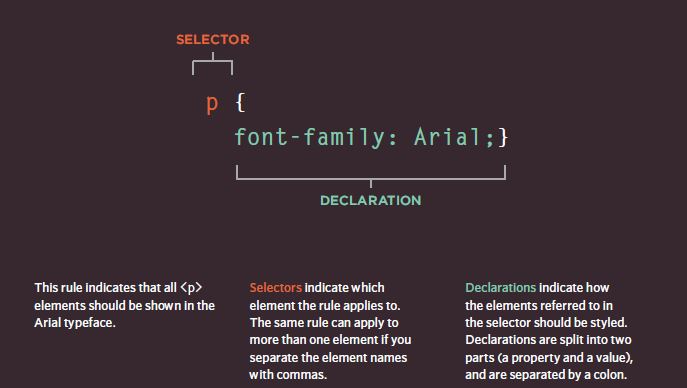 SELECTOR
p {
font-family: Arial;}
DECLARATION
This rule indicates that all <p>
elements should be shown in the
Arial typeface.
Selectors indicate which
element the rule applies to.
The same rule can apply to
more than one element if you
separate the element names
with commas.
Declarations indicate how
the elements referred to in
the selector should be styled.
Declarations are split into two
parts (a property and a value),
and are separated by a colon.